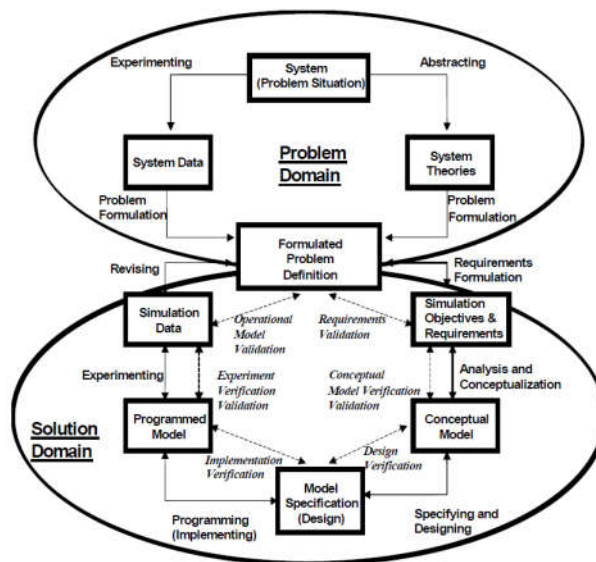 Experimenting
System
(Problem Situation)
Abstracting
System Data
Problem
Domain
System
Theories
Problem
Formulation
Problem
Formulation
Formulated
Problem
Definition
Revising
Requirements
Formulation
Simulation
Data
Operational
Model
Validation
Requirements
Validation
Simulation
Objectives &
Requirements
Experimenting
Experiment
Verification
Validation
Conceptual
Model Verification
Validation
Analysis and
Conceptualization
Solution
Domain
Programmed
Model
Conceptual
Model
Implementation
Verification
Design
Verification
Model
Specification
(Design)
Programming
(Implementing)
Specifying and
Designing